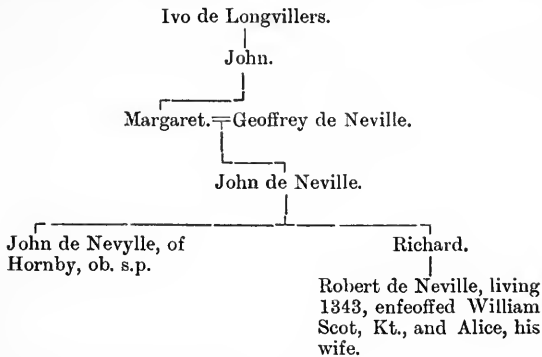 Ivo de Longvillers.
John.
Margaret.=Geoffrey de Neville.
John de Neville.
John de Nevylle, of
Hornby, ob. s.p.
Richard.
Robert de Neville, living
1343, enfeoffed William
Scot, Kt., and Alice, his
wife.